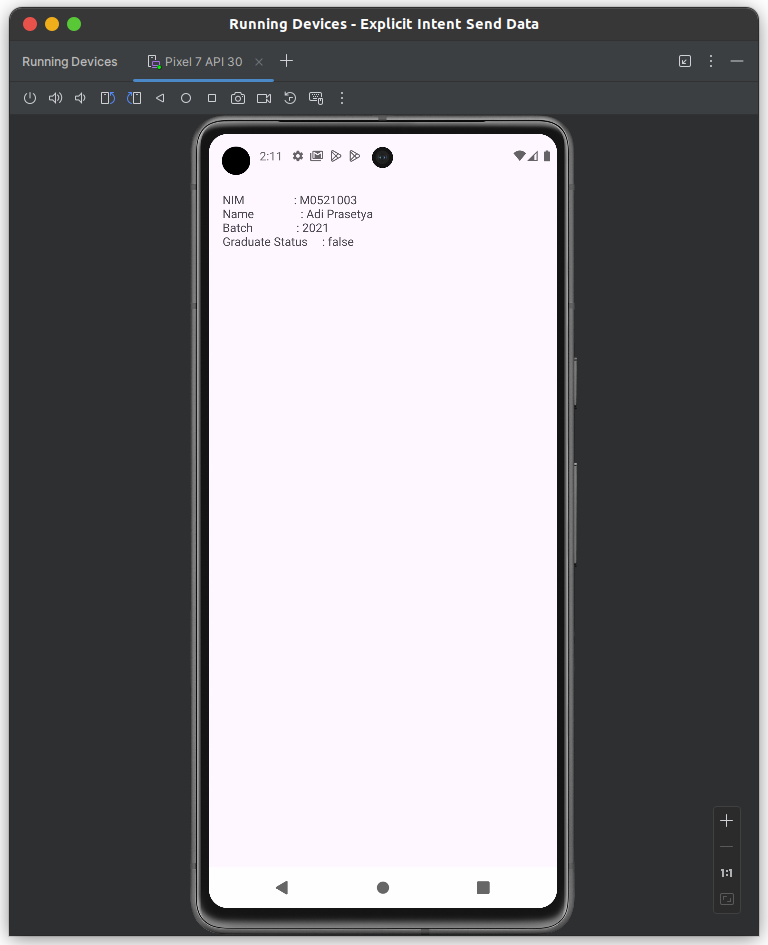 Running Devices - Explicit Intent Send Data
Running Devices
Pixel 7 API 30
2:11
NIM : M0521003
Name : Adi Prasetya
Batch : 2021
Graduate Status : false
1:1